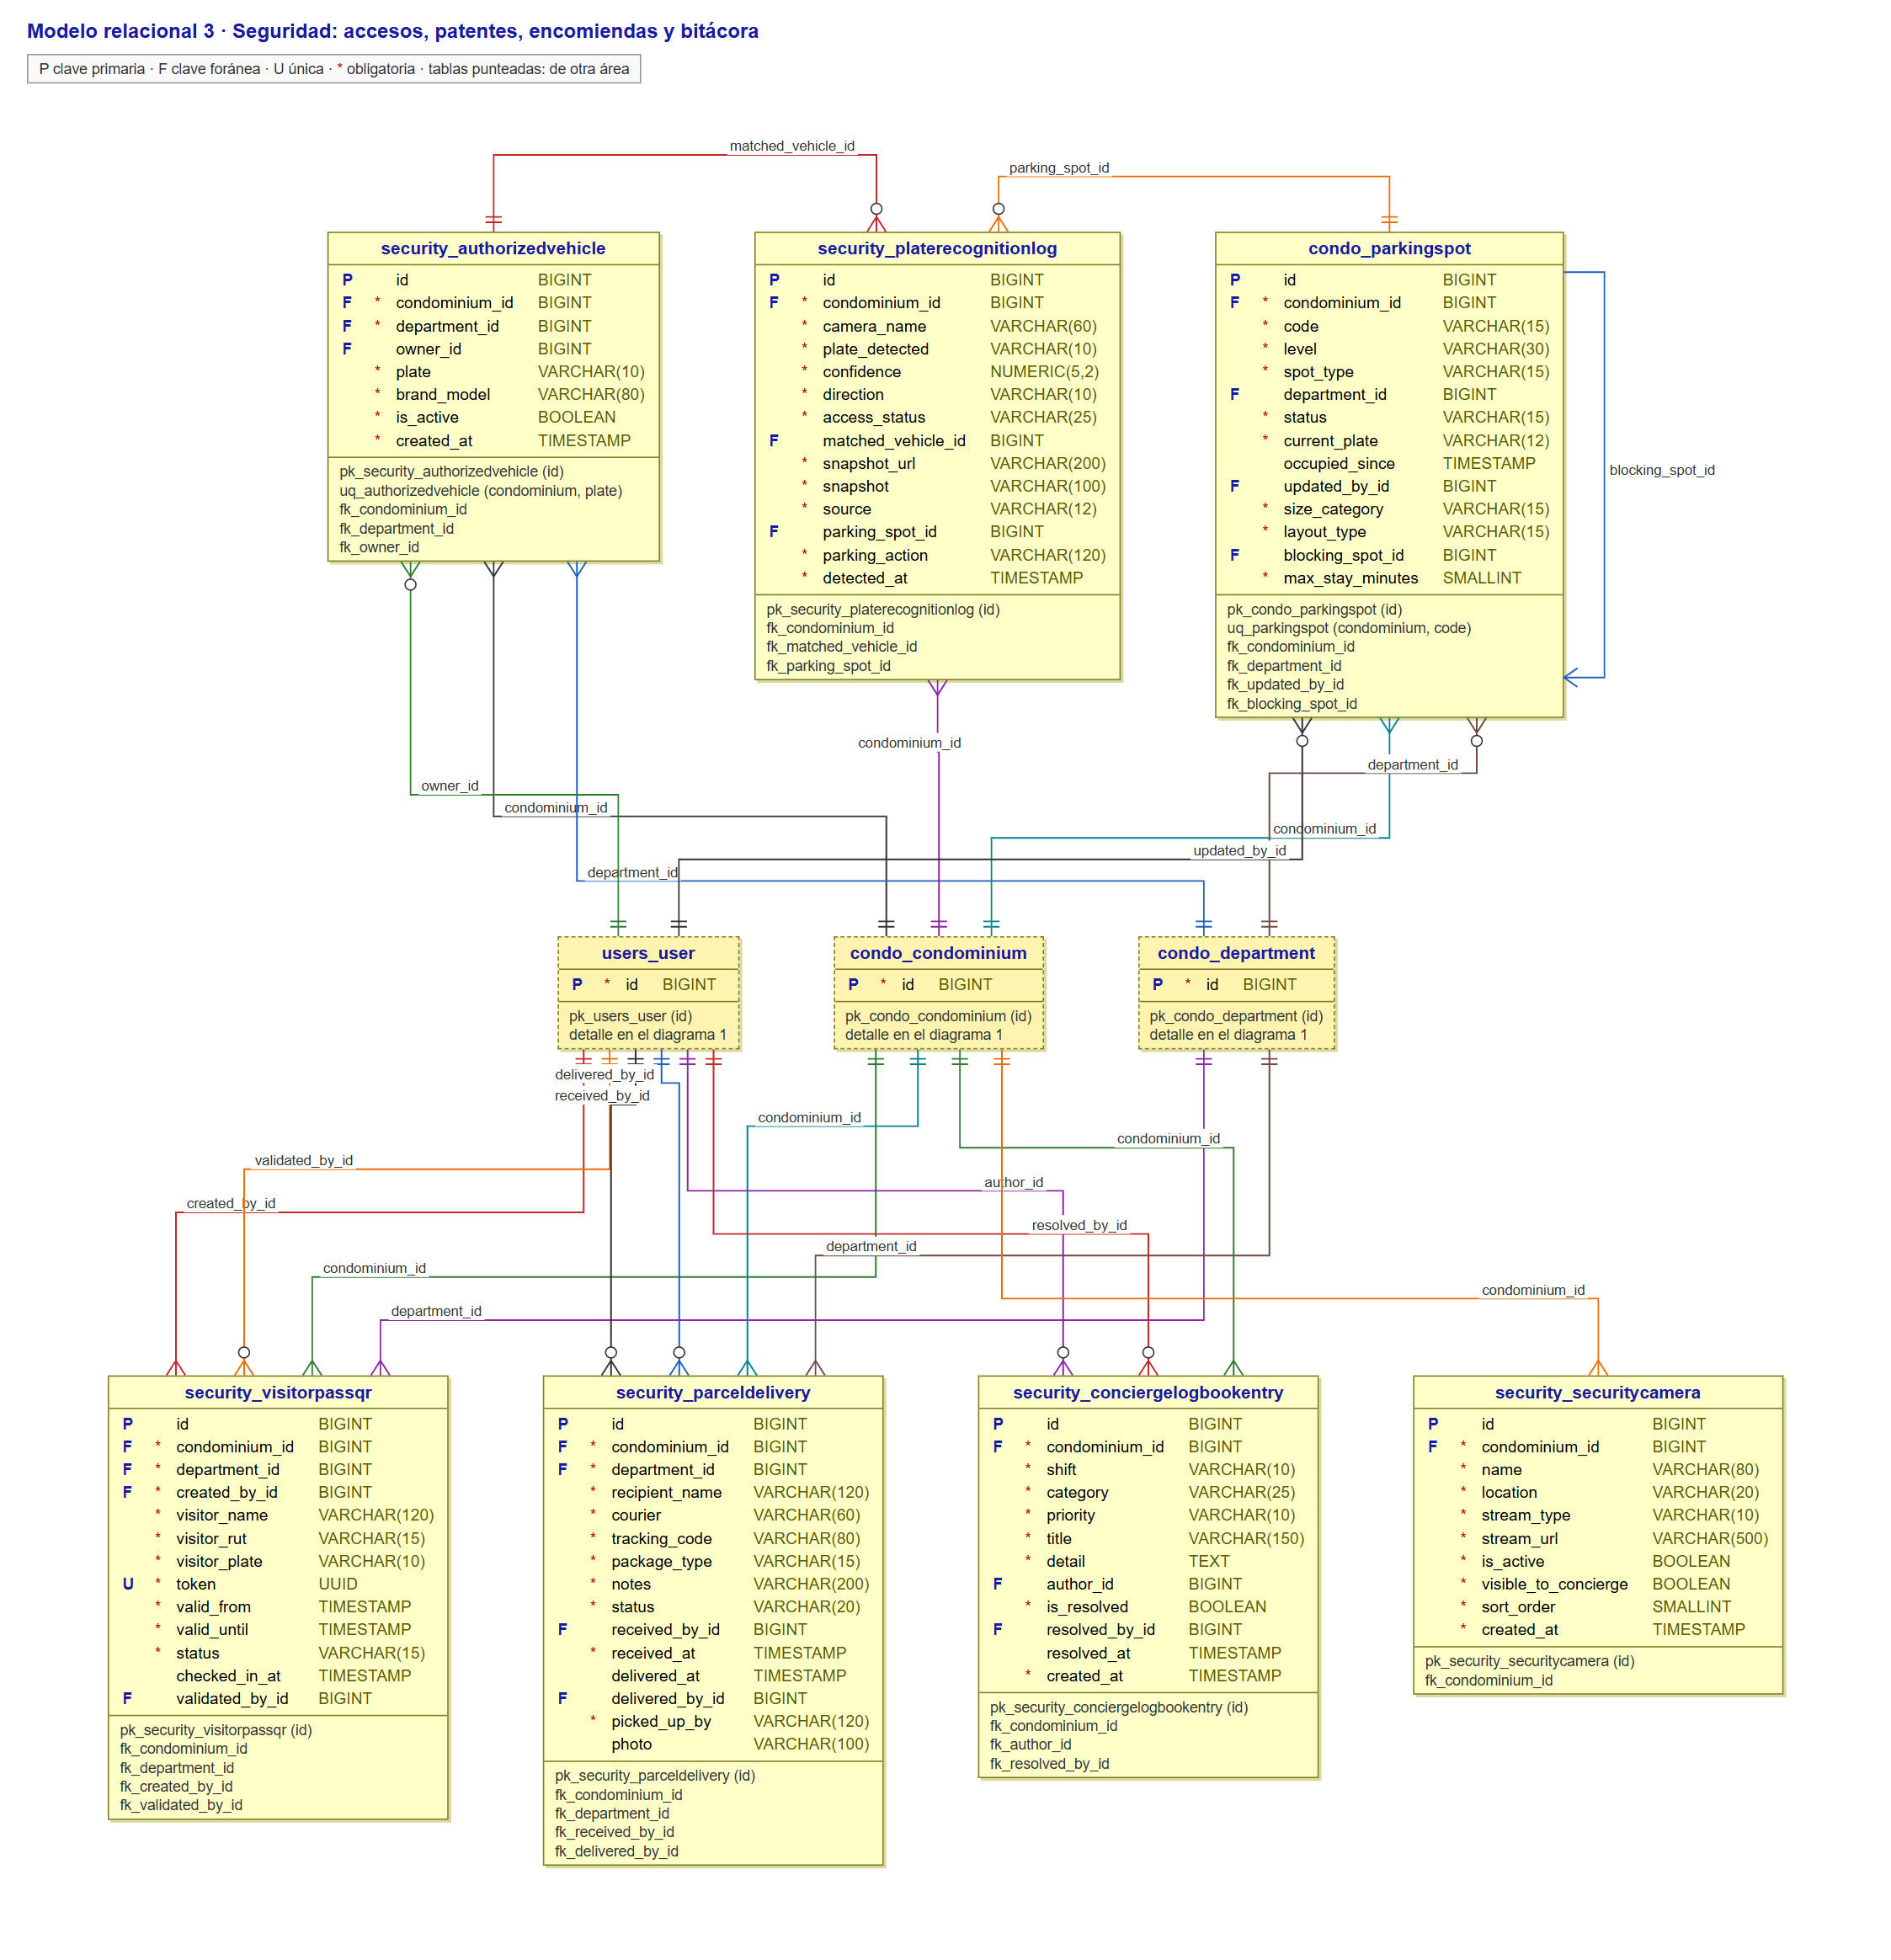 Modelo relacional 3 · Seguridad: accesos, patentes, encomiendas y bitácora
P clave primaria · F clave foránea · U única · * obligatoria · tablas punteadas: de otra área
matched_vehicle_id
parking_spot_id
security_authorizedvehicle
P id BIGINT
F * condominium_id BIGINT
F * department_id BIGINT
F owner_id BIGINT
* plate VARCHAR(10)
* brand_model VARCHAR(80)
* is_active BOOLEAN
* created_at TIMESTAMP
pk_security_authorizedvehicle (id)
uq_authorizedvehicle (condominium, plate)
fk_condominium_id
fk_department_id
fk_owner_id
security_platerecognitionlog
P id BIGINT
F * condominium_id BIGINT
* camera_name VARCHAR(60)
* plate_detected VARCHAR(10)
* confidence NUMERIC(5,2)
* direction VARCHAR(10)
* access_status VARCHAR(25)
F matched_vehicle_id BIGINT
* snapshot_url VARCHAR(200)
* snapshot VARCHAR(100)
* source VARCHAR(12)
F parking_spot_id BIGINT
* parking_action VARCHAR(120)
* detected_at TIMESTAMP
pk_security_platerecognitionlog (id)
fk_condominium_id
fk_matched_vehicle_id
fk_parking_spot_id
condo_parkingspot
P id BIGINT
F * condominium_id BIGINT
* code VARCHAR(15)
* level VARCHAR(30)
* spot_type VARCHAR(15)
F department_id BIGINT
* status VARCHAR(15)
* current_plate VARCHAR(12)
occupied_since TIMESTAMP
F updated_by_id BIGINT
* size_category VARCHAR(15)
* layout_type VARCHAR(15)
F blocking_spot_id BIGINT
* max_stay_minutes SMALLINT
pk_condo_parkingspot (id)
uq_parkingspot (condominium, code)
fk_condominium_id
fk_department_id
fk_updated_by_id
fk_blocking_spot_id
blocking_spot_id
condominium_id
department_id
owner_id
condominium_id
condominium_id
updated_by_id
department_id
users_user
P * id BIGINT
pk_users_user (id)
detalle en el diagrama 1
condo_condominium
P * id BIGINT
pk_condo_condominium (id)
detalle en el diagrama 1
condo_department
P * id BIGINT
pk_condo_department (id)
detalle en el diagrama 1
delivered_by_id
received_by_id
condominium_id
condominium_id
validated_by_id
author_id
created_by_id
resolved_by_id
department_id
condominium_id
condominium_id
department_id
security_visitorpassqr
P id BIGINT
F * condominium_id BIGINT
F * department_id BIGINT
F * created_by_id BIGINT
* visitor_name VARCHAR(120)
* visitor_rut VARCHAR(15)
* visitor_plate VARCHAR(10)
U * token UUID
* valid_from TIMESTAMP
* valid_until TIMESTAMP
* status VARCHAR(15)
checked_in_at TIMESTAMP
F validated_by_id BIGINT
pk_security_visitorpassqr (id)
fk_condominium_id
fk_department_id
fk_created_by_id
fk_validated_by_id
security_parceldelivery
P id BIGINT
F * condominium_id BIGINT
F * department_id BIGINT
* recipient_name VARCHAR(120)
* courier VARCHAR(60)
* tracking_code VARCHAR(80)
* package_type VARCHAR(15)
* notes VARCHAR(200)
* status VARCHAR(20)
F received_by_id BIGINT
* received_at TIMESTAMP
delivered_at TIMESTAMP
F delivered_by_id BIGINT
* picked_up_by VARCHAR(120)
photo VARCHAR(100)
pk_security_parceldelivery (id)
fk_condominium_id
fk_department_id
fk_received_by_id
fk_delivered_by_id
security_conciergelogbookentry
P id BIGINT
F * condominium_id BIGINT
* shift VARCHAR(10)
* category VARCHAR(25)
* priority VARCHAR(10)
* title VARCHAR(150)
* detail TEXT
F author_id BIGINT
* is_resolved BOOLEAN
F resolved_by_id BIGINT
resolved_at TIMESTAMP
* created_at TIMESTAMP
pk_security_conciergelogbookentry (id)
fk_condominium_id
fk_author_id
fk_resolved_by_id
security_securitycamera
P id BIGINT
F * condominium_id BIGINT
* name VARCHAR(80)
* location VARCHAR(20)
* stream_type VARCHAR(10)
* stream_url VARCHAR(500)
* is_active BOOLEAN
* visible_to_concierge BOOLEAN
* sort_order SMALLINT
* created_at TIMESTAMP
pk_security_securitycamera (id)
fk_condominium_id